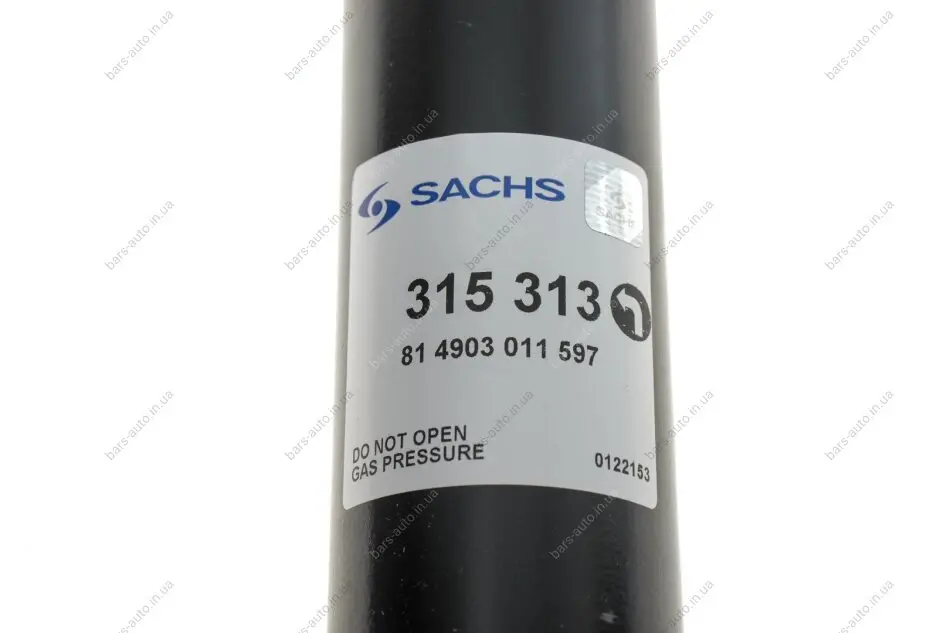 SACHS
315 313
81 4903 011 597
DO NOT OPEN
GAS PRESSURE
0122153
bars-auto.in.ua